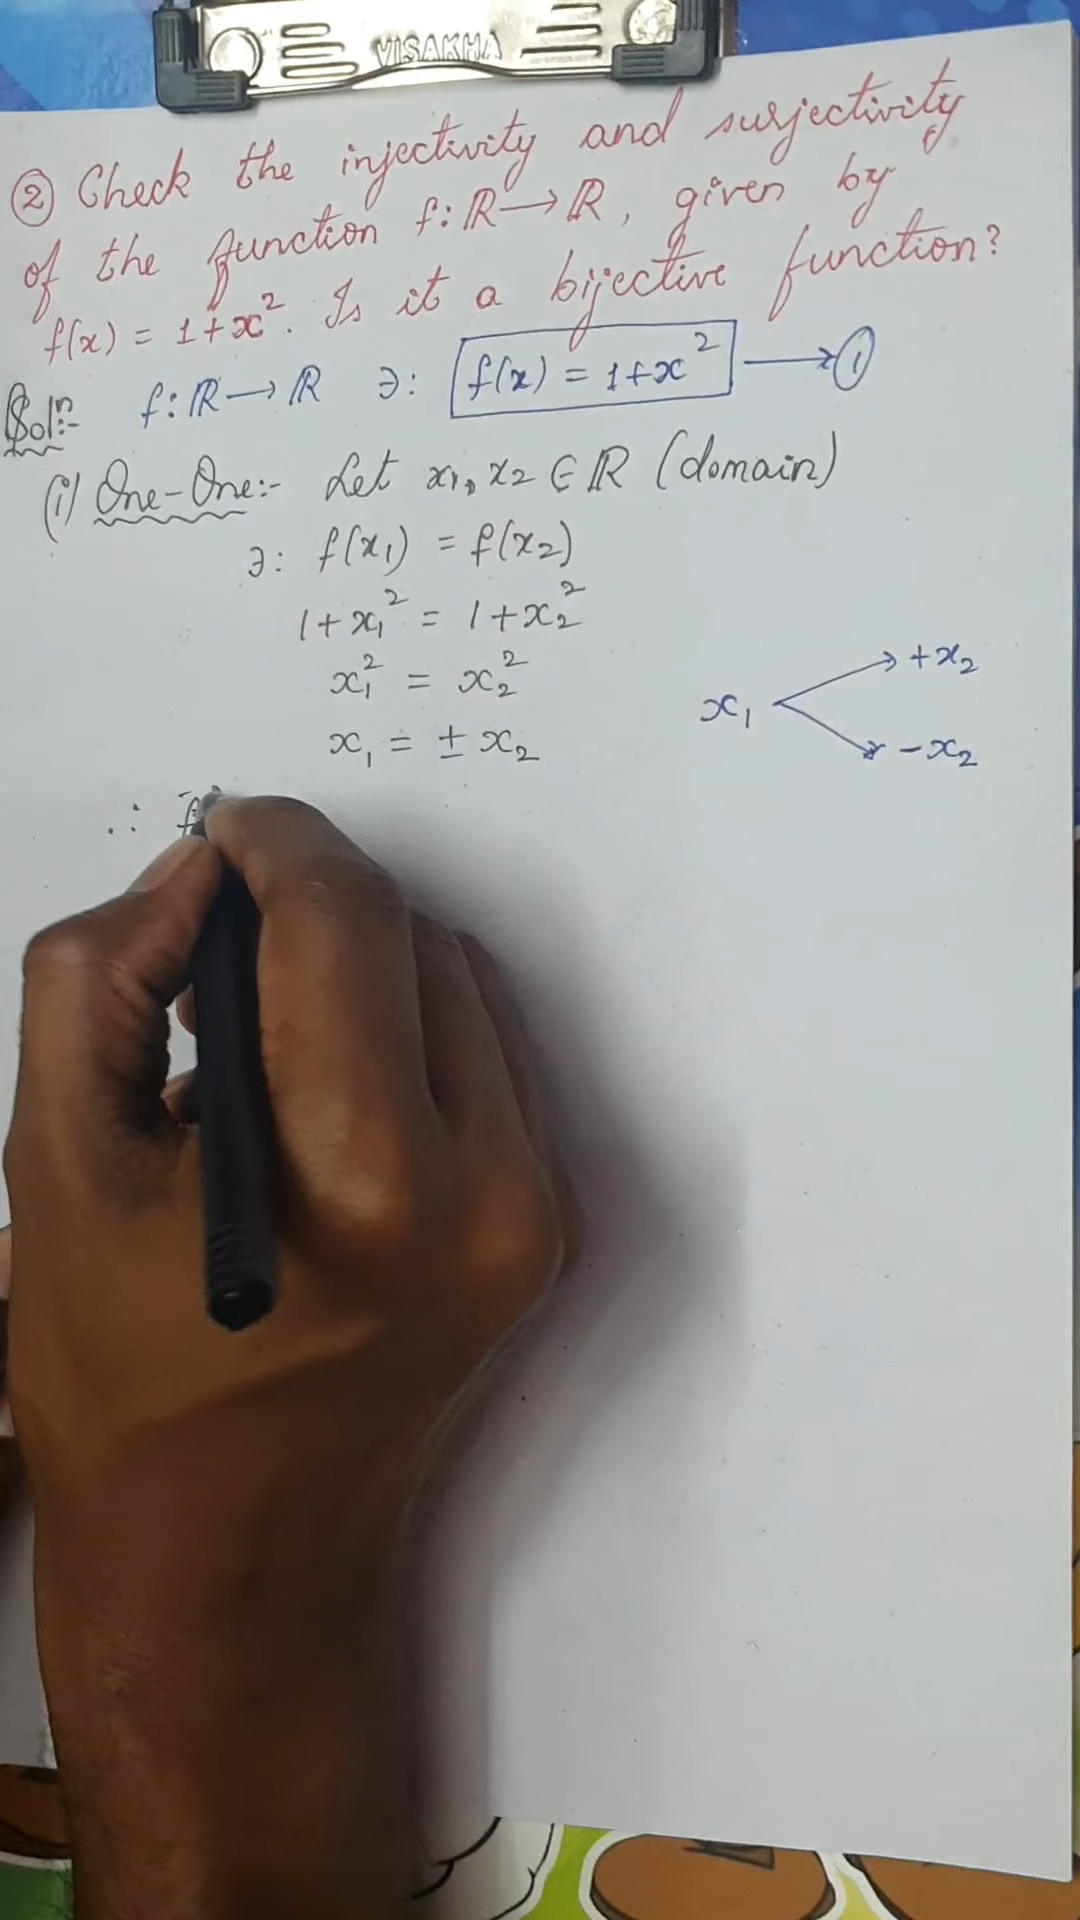 VISAKHA
② Check the injectivity and surjectivity
of the function f: ℝ → ℝ, given by
f(x) = 1+x². Is it a bijective function?
Solⁿ:- f: ℝ → ℝ ∋: f(x) = 1+x² → ①
(i) One-One:- Let x₁, x₂ ∈ ℝ (domain)
∋: f(x₁) = f(x₂)
1+x₁² = 1+x₂²
x₁² = x₂²
x₁ = ± x₂
x₁ → +x₂
→ -x₂
∴ f